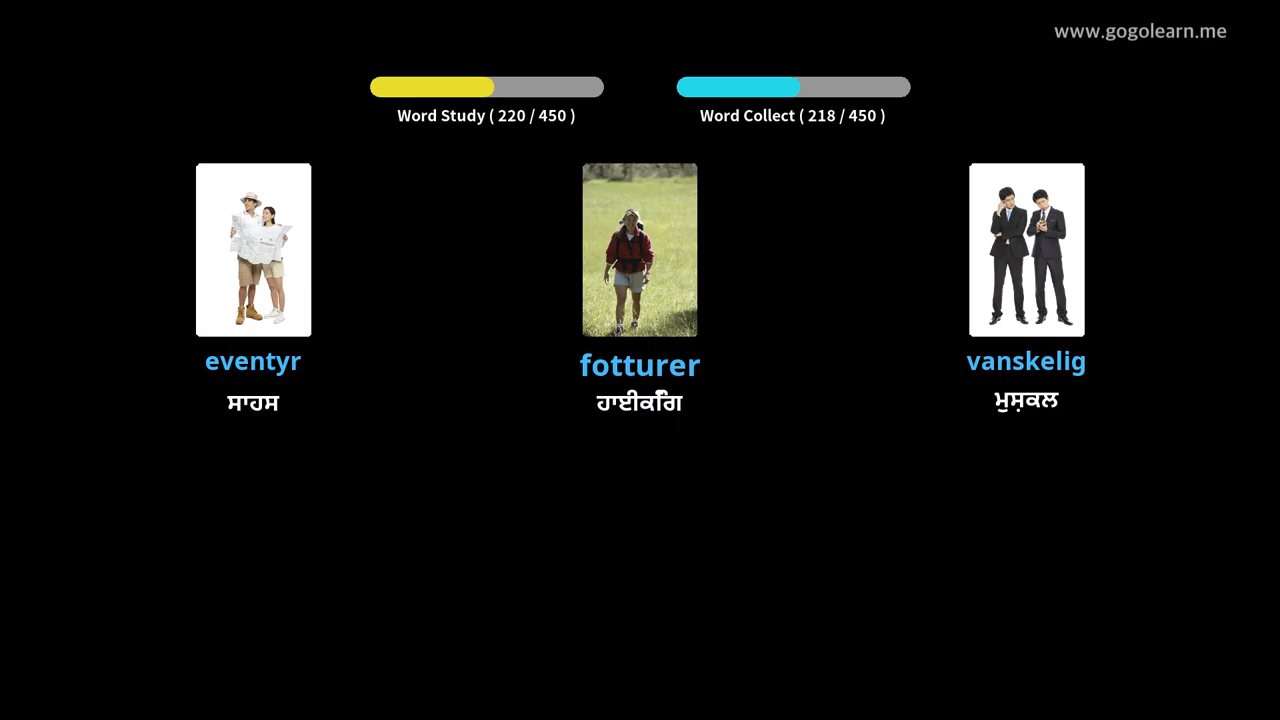 www.gogolearn.me
Word Study ( 220 / 450 )
Word Collect ( 218 / 450 )
eventyr
fotturer
vanskelig
ਸਾਹਸ
ਹਾਈਕਿੰਗ
ਮੁਸ਼ਕਲ